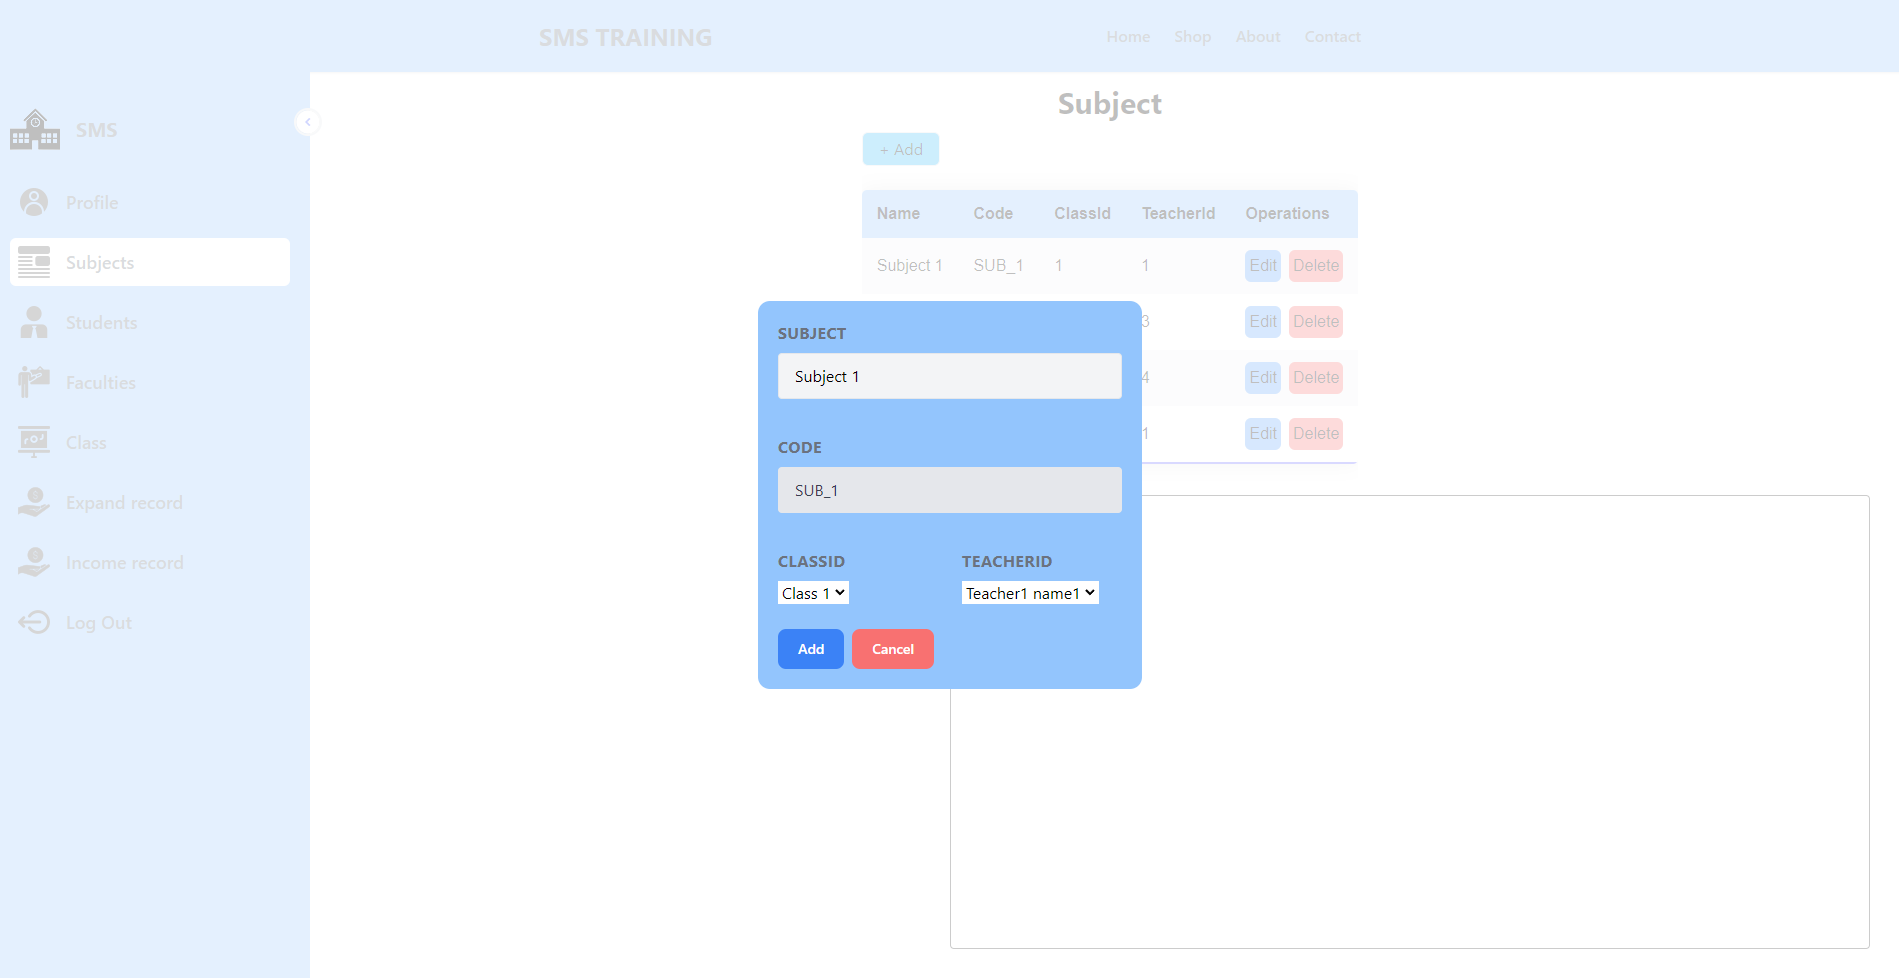 SMS TRAINING
Home Shop About Contact
SMS
Profile
Subjects
Students
Faculties
Class
Expand record
Income record
Log Out
Subject
+ Add
Name Code ClassId TeacherId Operations
Subject 1 SUB_1 1 1 Edit Delete
3 Edit Delete
4 Edit Delete
1 Edit Delete
SUBJECT
Subject 1
CODE
SUB_1
CLASSID TEACHERID
Class 1 Teacher1 name1
Add Cancel